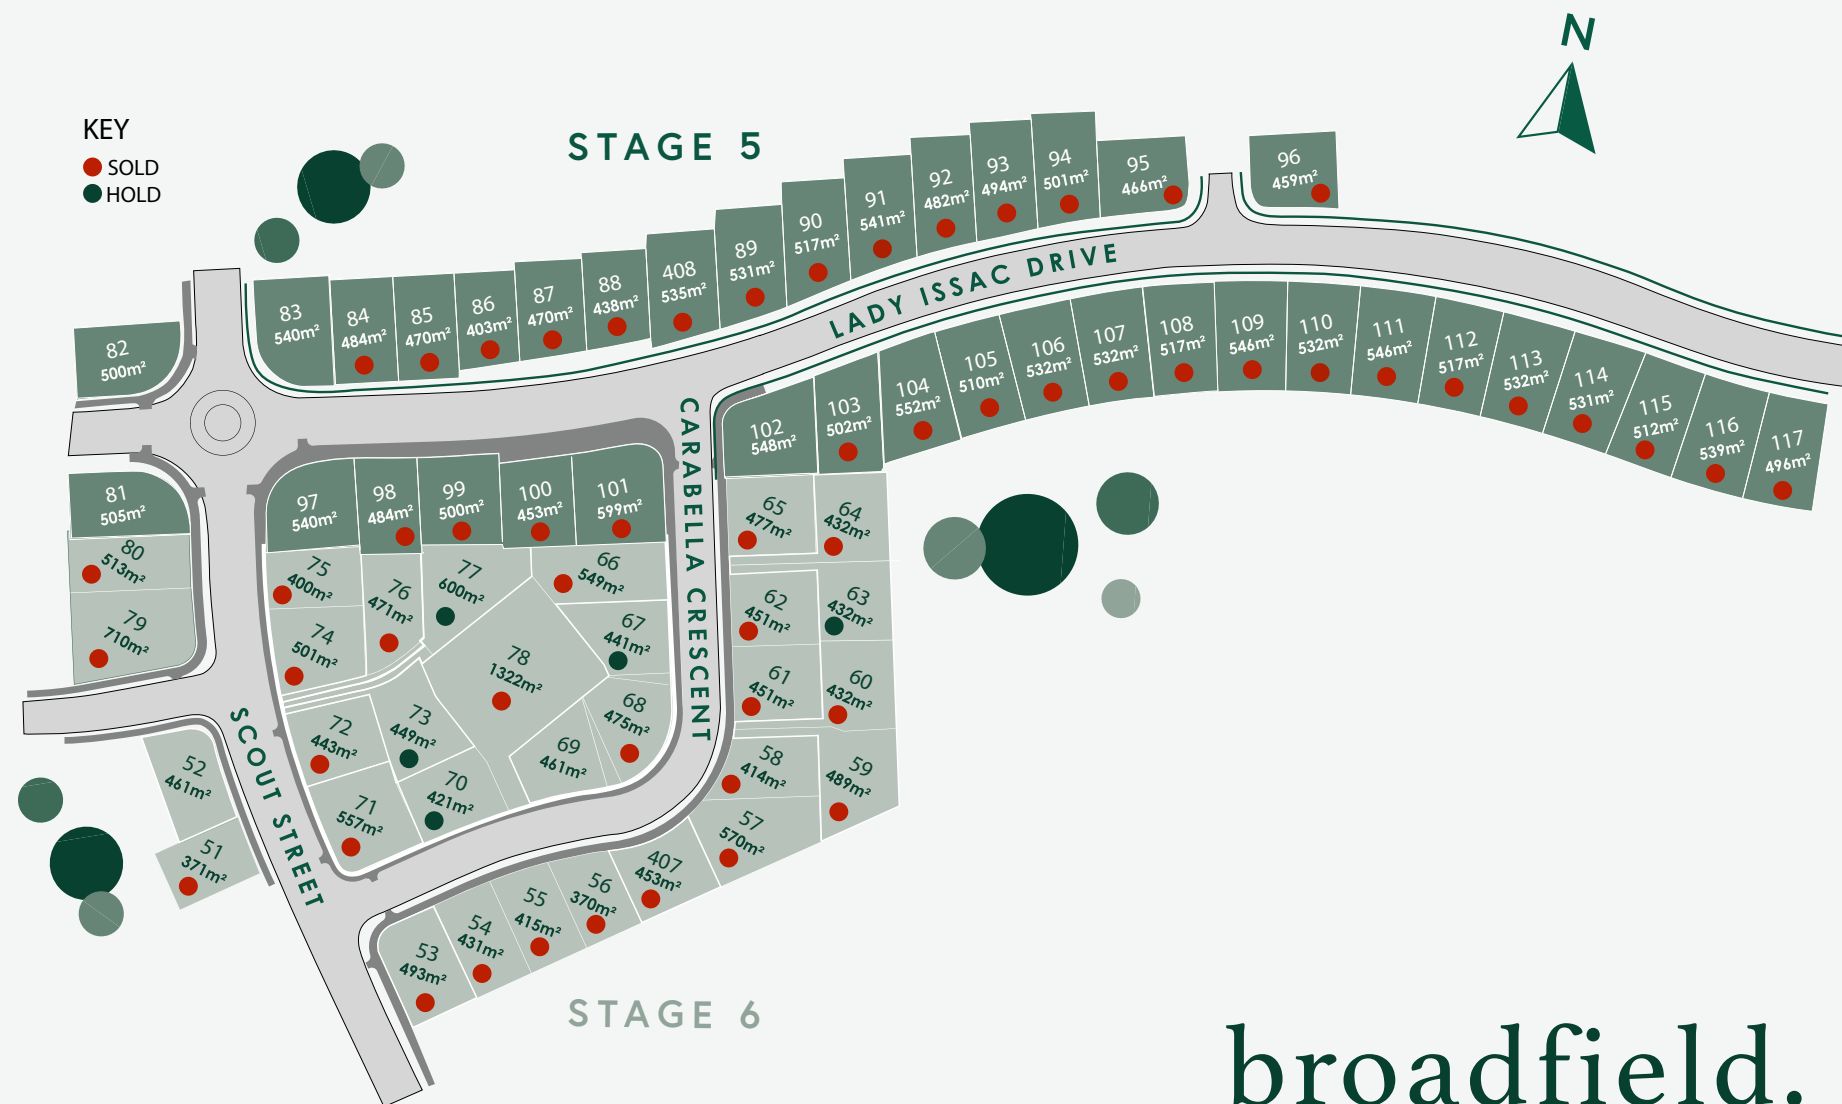 N
KEY
SOLD
HOLD
STAGE 5
82
500m²
83
540m²
84
484m²
85
470m²
86
403m²
87
470m²
88
438m²
408
535m²
89
531m²
90
517m²
91
541m²
92
482m²
93
494m²
94
501m²
95
466m²
96
459m²
LADY ISSAC DRIVE
102
548m²
103
502m²
104
552m²
105
510m²
106
532m²
107
532m²
108
517m²
109
546m²
110
532m²
111
546m²
112
517m²
113
532m²
114
531m²
115
512m²
116
539m²
117
496m²
81
505m²
80
513m²
79
710m²
97
540m²
98
484m²
99
500m²
100
453m²
101
599m²
CARABELLA CRESCENT
75
400m²
76
471m²
77
600m²
66
549m²
67
441m²
74
501m²
78
1322m²
68
475m²
72
443m²
73
449m²
69
461m²
70
421m²
71
557m²
65
477m²
64
432m²
62
451m²
63
432m²
61
451m²
60
432m²
58
414m²
59
489m²
57
570m²
407
453m²
56
370m²
55
415m²
54
431m²
53
493m²
SCOUT STREET
52
461m²
51
371m²
STAGE 6
broadfield.